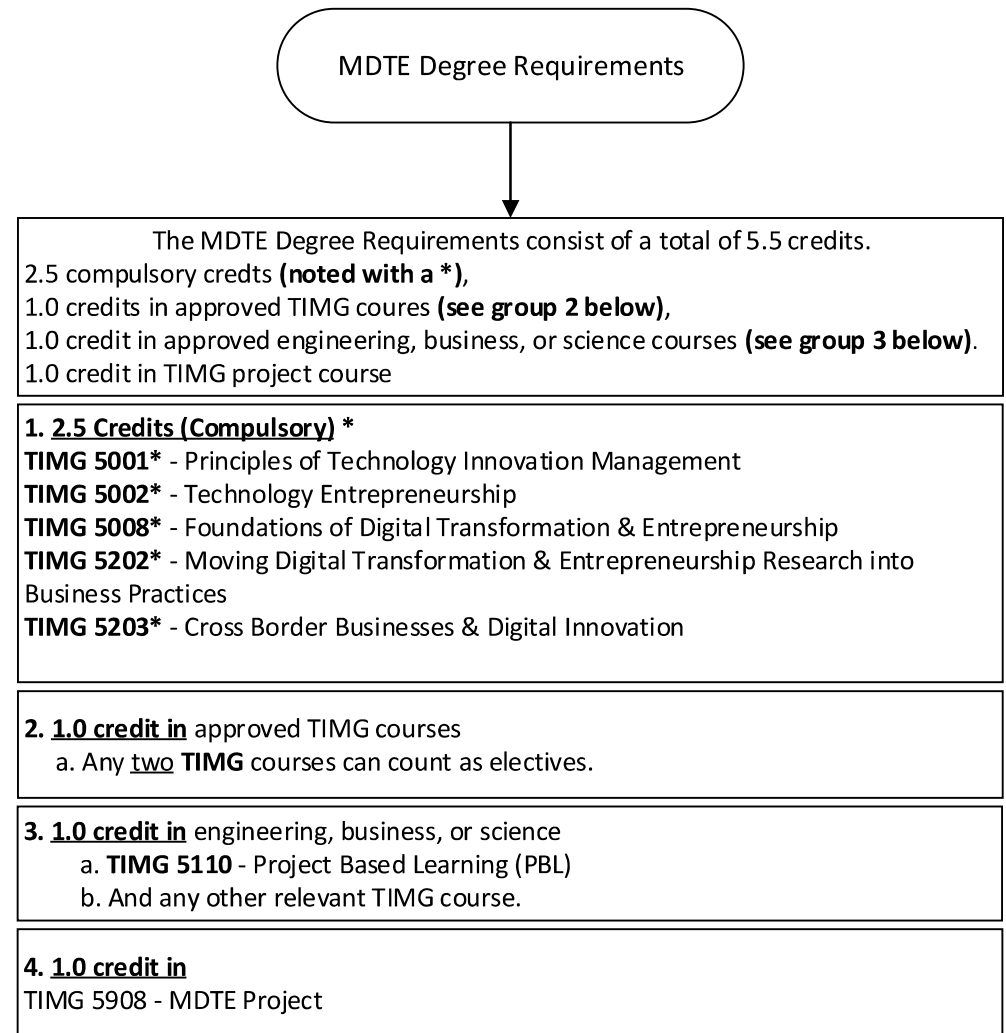 MDTE Degree Requirements
The MDTE Degree Requirements consist of a total of 5.5 credits.
2.5 compulsory credts (noted with a *),
1.0 credits in approved TIMG coures (see group 2 below),
1.0 credit in approved engineering, business, or science courses (see group 3 below).
1.0 credit in TIMG project course
1. 2.5 Credits (Compulsory) *
TIMG 5001* - Principles of Technology Innovation Management
TIMG 5002* - Technology Entrepreneurship
TIMG 5008* - Foundations of Digital Transformation & Entrepreneurship
TIMG 5202* - Moving Digital Transformation & Entrepreneurship Research into
Business Practices
TIMG 5203* - Cross Border Businesses & Digital Innovation
2. 1.0 credit in approved TIMG courses
a. Any two TIMG courses can count as electives.
3. 1.0 credit in engineering, business, or science
a. TIMG 5110 - Project Based Learning (PBL)
b. And any other relevant TIMG course.
4. 1.0 credit in
TIMG 5908 - MDTE Project